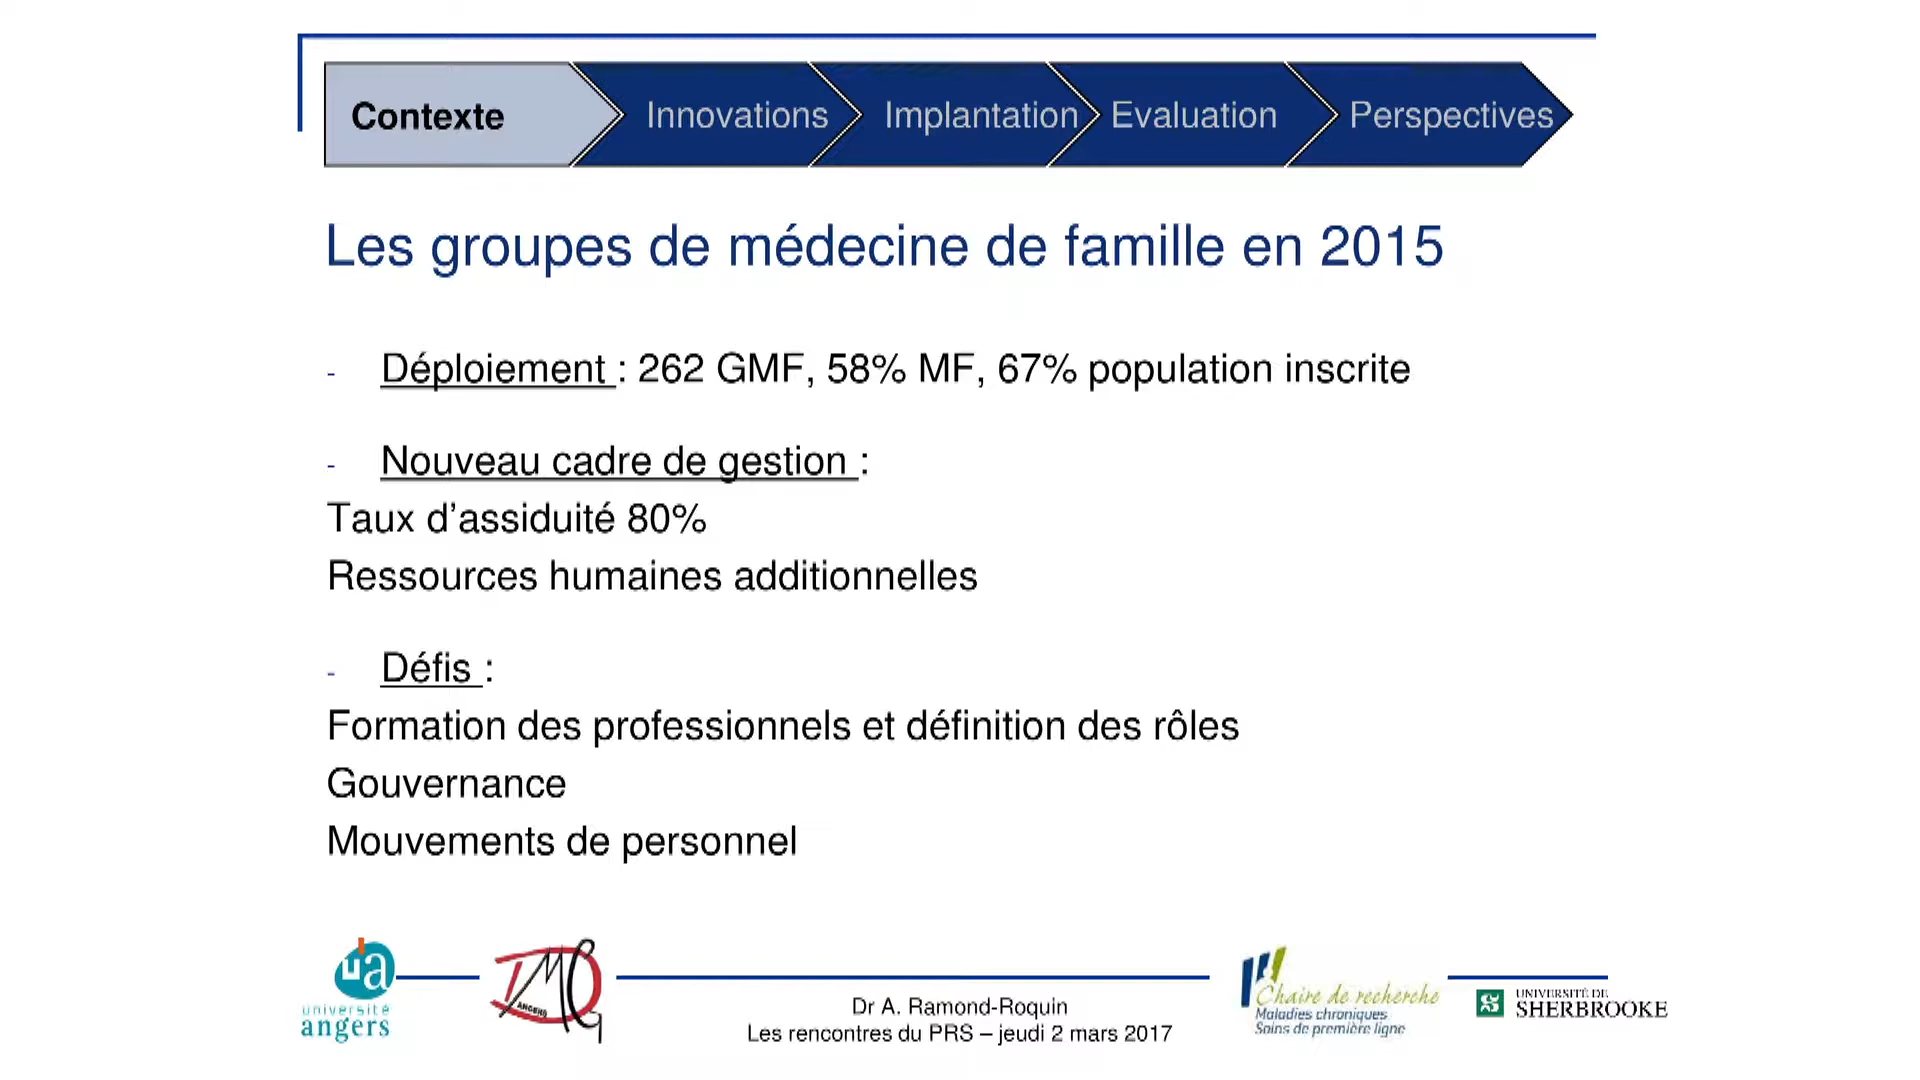 Contexte
Innovations
Implantation
Evaluation
Perspectives
Les groupes de médecine de famille en 2015
- Déploiement : 262 GMF, 58% MF, 67% population inscrite
- Nouveau cadre de gestion :
Taux d’assiduité 80%
Ressources humaines additionnelles
- Défis :
Formation des professionnels et définition des rôles
Gouvernance
Mouvements de personnel
ua
université
angers
DMG
ANGERS
Dr A. Ramond-Roquin
Les rencontres du PRS – jeudi 2 mars 2017
Chaire de recherche
Maladies chroniques
Soins de première ligne
UNIVERSITÉ DE
SHERBROOKE